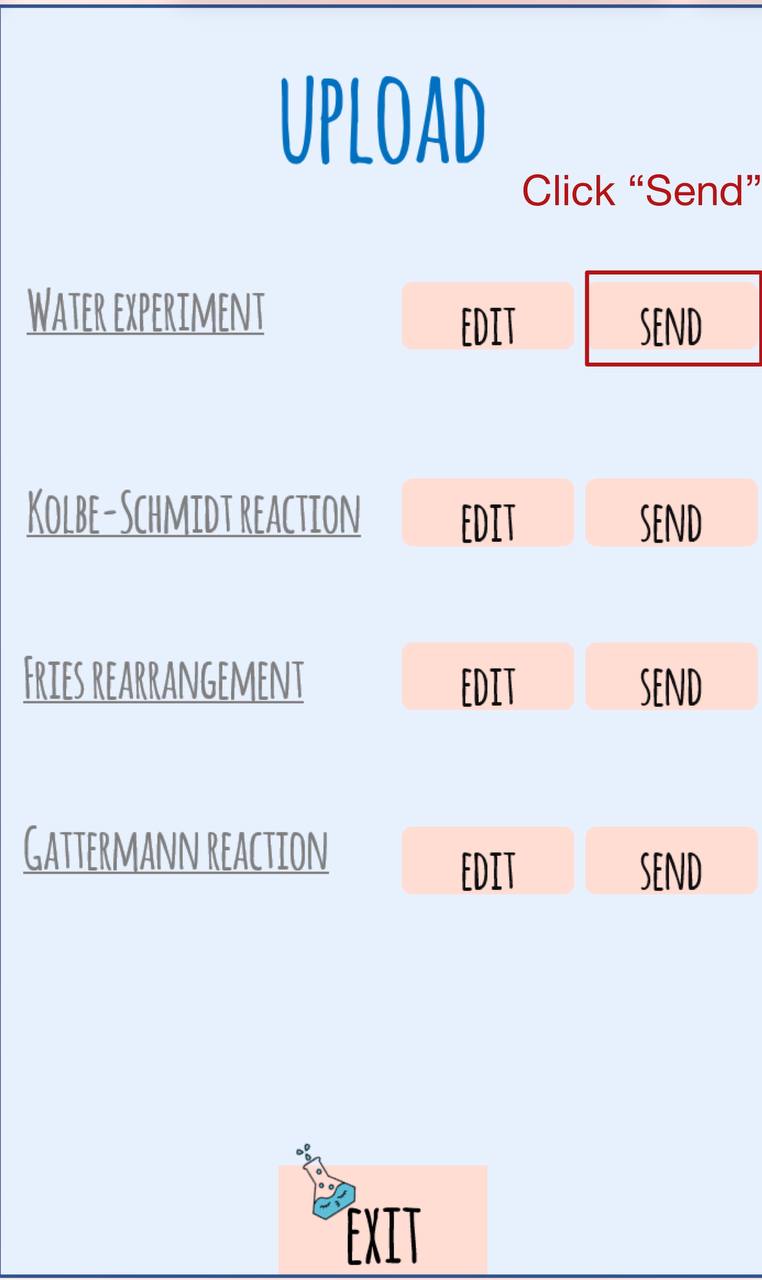 UPLOAD
Click “Send”
WATER EXPERIMENT EDIT SEND
KOLBE-SCHMIDT REACTION EDIT SEND
FRIES REARRANGEMENT EDIT SEND
GATTERMANN REACTION EDIT SEND
EXIT